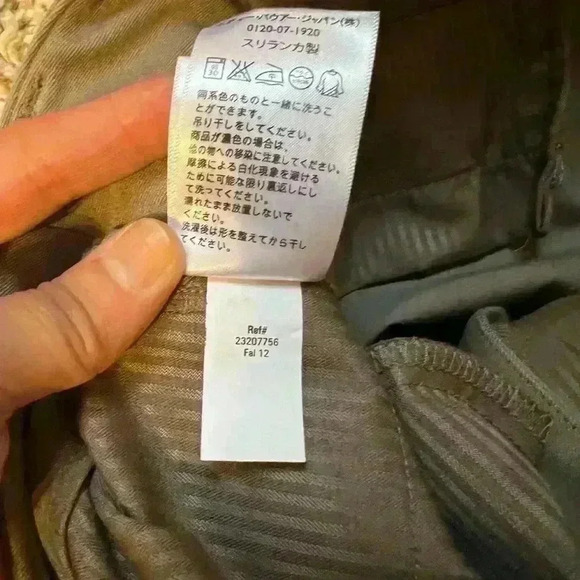 ー・バウアー・ジャパン(株)
0120-07-1920
スリランカ製
中
同系色のものと一緒に洗うこ
とができます。
吊り干しをしてください。
商品が濃色の場合は、
他の物への移染に注意してください。
摩擦による白化現象を避ける
ために可能な限り裏返しにし
て洗ってください。
濡れたまま放置しないで
ください。
洗濯後は形を整えてから干し
てください。
Ref#
23207756
Fal 12